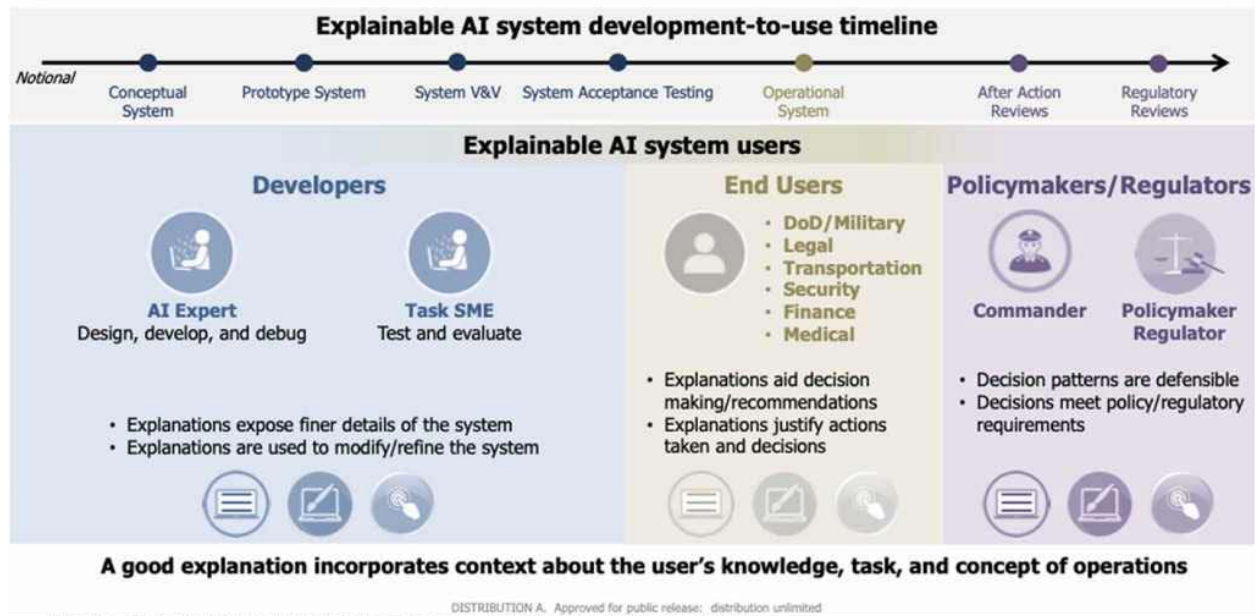 Explainable AI system development-to-use timeline
Notional
Conceptual
System
Prototype System
System V&V
System Acceptance Testing
Operational
System
After Action
Reviews
Regulatory
Reviews
Explainable AI system users
Developers
AI Expert
Design, develop, and debug
Task SME
Test and evaluate
• Explanations expose finer details of the system
• Explanations are used to modify/refine the system
End Users
• DoD/Military
• Legal
• Transportation
• Security
• Finance
• Medical
• Explanations aid decision
making/recommendations
• Explanations justify actions
taken and decisions
Policymakers/Regulators
Commander
Policymaker
Regulator
• Decision patterns are defensible
• Decisions meet policy/regulatory
requirements
A good explanation incorporates context about the user's knowledge, task, and concept of operations
DISTRIBUTION A. Approved for public release: distribution unlimited